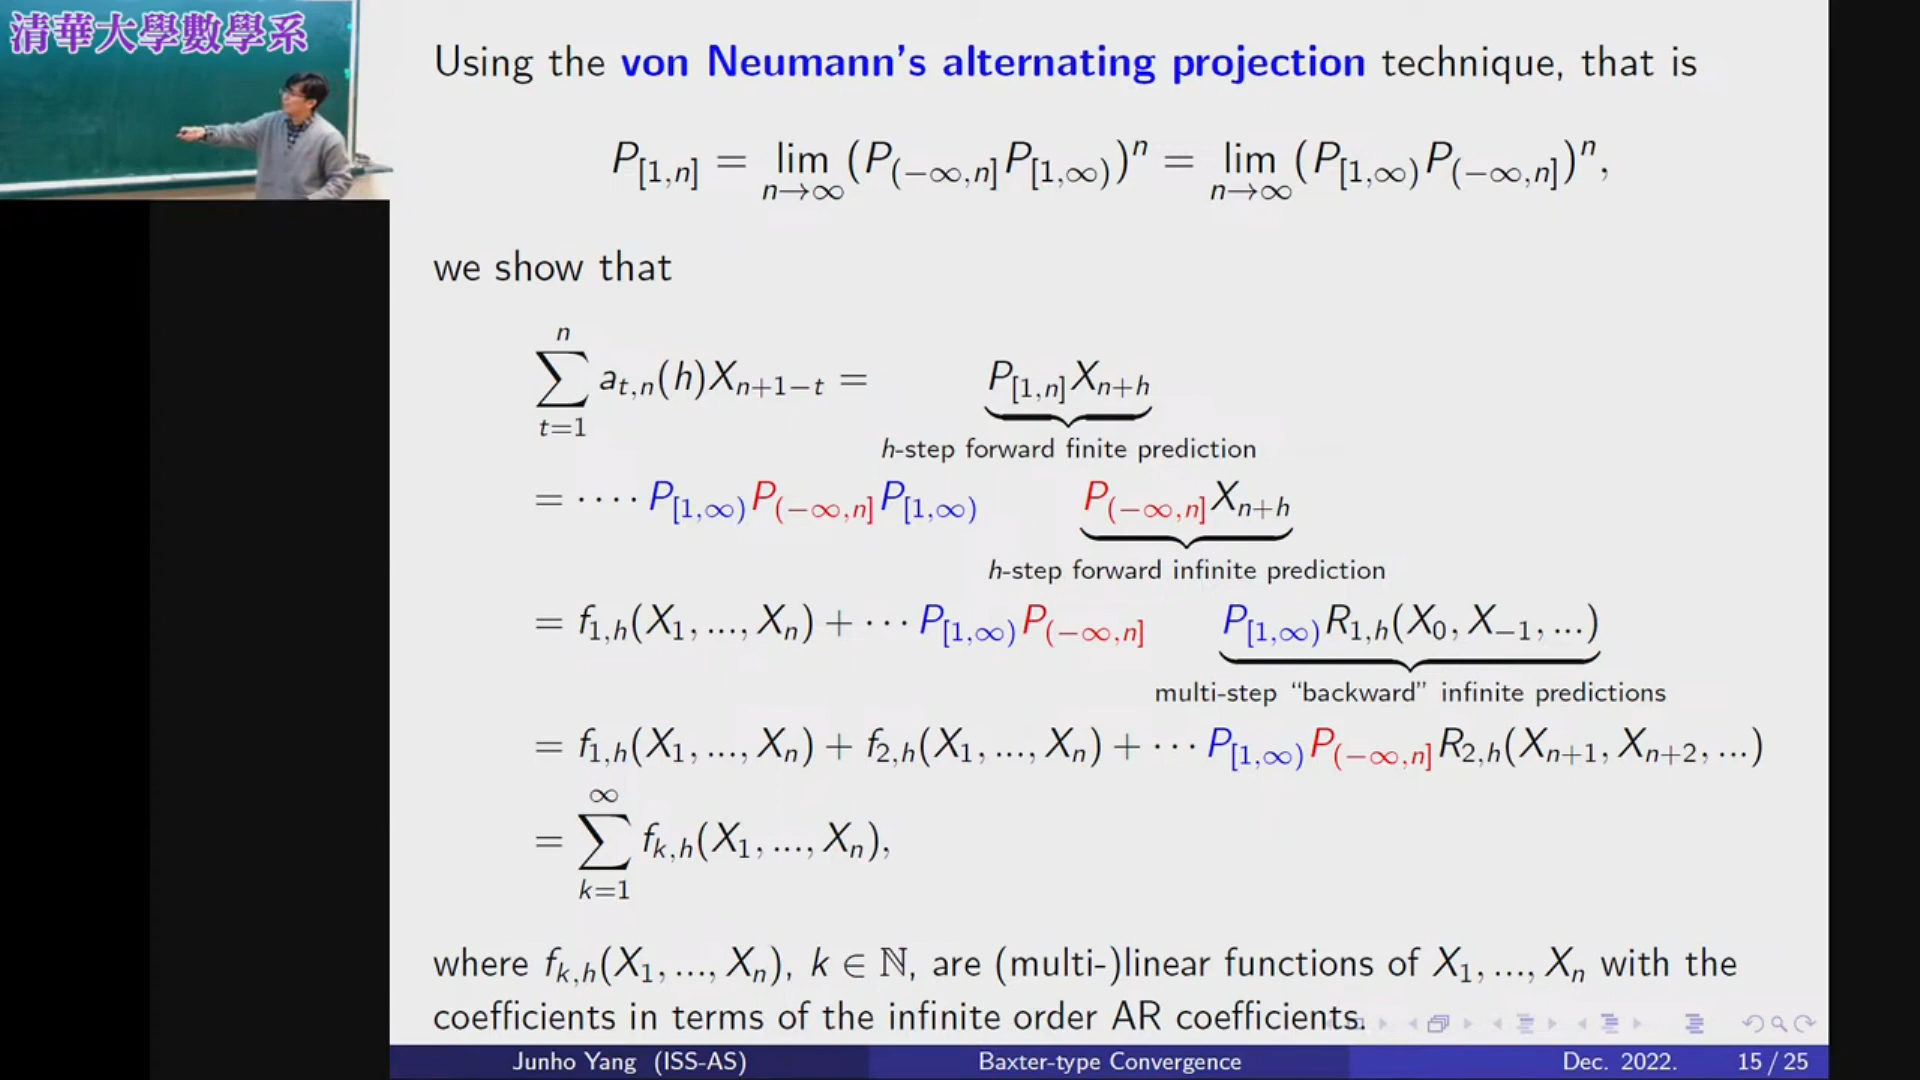 清華大學數學系
Using the von Neumann's alternating projection technique, that is
P_{[1,n]} = lim_{n→∞} (P_{(−∞,n]} P_{[1,∞)})^n = lim_{n→∞} (P_{[1,∞)} P_{(−∞,n]})^n,
we show that
∑_{t=1}^{n} a_{t,n}(h)X_{n+1−t} = P_{[1,n]}X_{n+h}
h-step forward finite prediction
= ···· P_{[1,∞)} P_{(−∞,n]} P_{[1,∞)} P_{(−∞,n]}X_{n+h}
h-step forward infinite prediction
= f_{1,h}(X_1, ..., X_n) + ··· P_{[1,∞)} P_{(−∞,n]} P_{[1,∞)}R_{1,h}(X_0, X_{−1}, ...)
multi-step “backward” infinite predictions
= f_{1,h}(X_1, ..., X_n) + f_{2,h}(X_1, ..., X_n) + ··· P_{[1,∞)} P_{(−∞,n]}R_{2,h}(X_{n+1}, X_{n+2}, ...)
= ∑_{k=1}^{∞} f_{k,h}(X_1, ..., X_n),
where f_{k,h}(X_1, ..., X_n), k ∈ ℕ, are (multi-)linear functions of X_1, ..., X_n with the
coefficients in terms of the infinite order AR coefficients.
Junho Yang (ISS-AS) Baxter-type Convergence Dec. 2022. 15 / 25